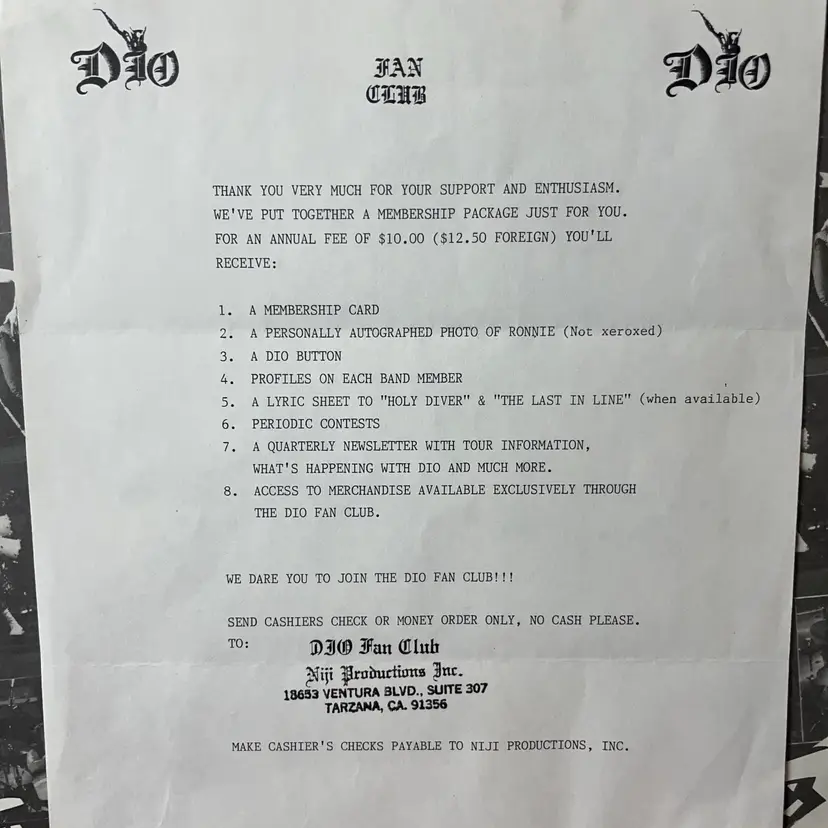 DIO
FAN
CLUB
DIO
THANK YOU VERY MUCH FOR YOUR SUPPORT AND ENTHUSIASM.
WE'VE PUT TOGETHER A MEMBERSHIP PACKAGE JUST FOR YOU.
FOR AN ANNUAL FEE OF $10.00 ($12.50 FOREIGN) YOU'LL
RECEIVE:
1. A MEMBERSHIP CARD
2. A PERSONALLY AUTOGRAPHED PHOTO OF RONNIE (Not xeroxed)
3. A DIO BUTTON
4. PROFILES ON EACH BAND MEMBER
5. A LYRIC SHEET TO "HOLY DIVER" & "THE LAST IN LINE" (when available)
6. PERIODIC CONTESTS
7. A QUARTERLY NEWSLETTER WITH TOUR INFORMATION,
WHAT'S HAPPENING WITH DIO AND MUCH MORE.
8. ACCESS TO MERCHANDISE AVAILABLE EXCLUSIVELY THROUGH
THE DIO FAN CLUB.
WE DARE YOU TO JOIN THE DIO FAN CLUB!!!
SEND CASHIERS CHECK OR MONEY ORDER ONLY, NO CASH PLEASE.
TO: DIO Fan Club
Niji Productions Inc.
18653 VENTURA BLVD., SUITE 307
TARZANA, CA. 91356
MAKE CASHIER'S CHECKS PAYABLE TO NIJI PRODUCTIONS, INC.